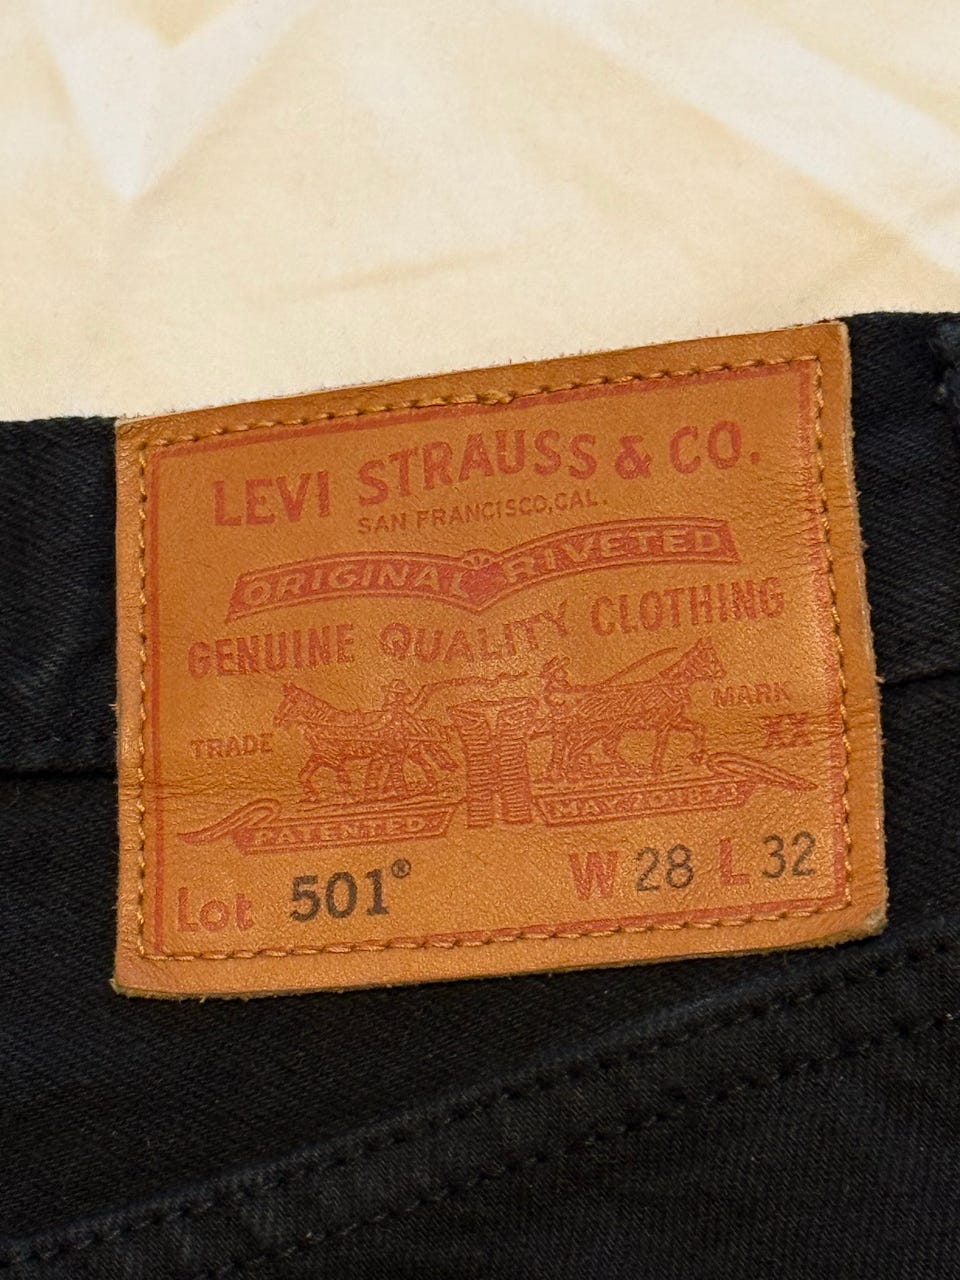 LEVI STRAUSS & CO.
SAN FRANCISCO, CAL.
ORIGINAL RIVETED
GENUINE QUALITY CLOTHING
TRADE MARK
XX
PATENTED MAY 20 1873
Lot 501® W 28 L 32